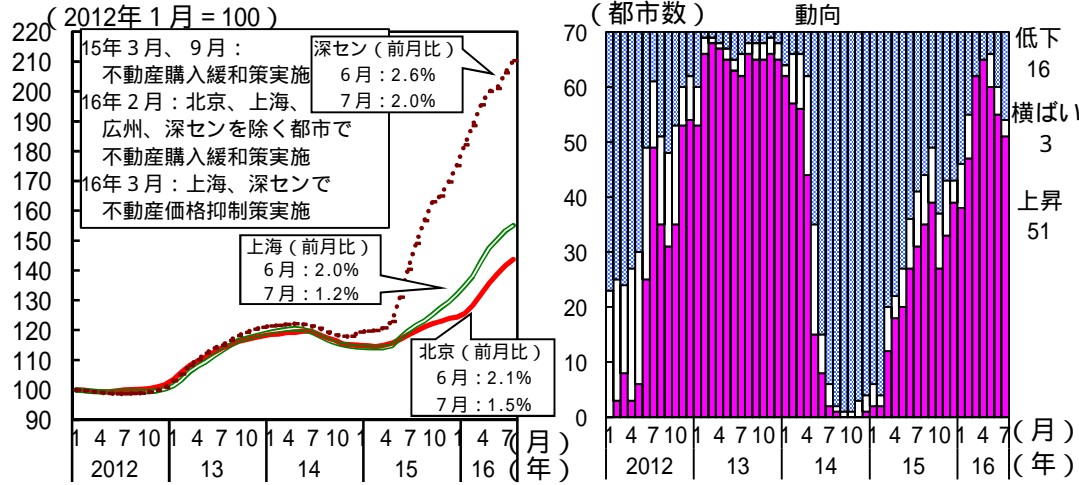 （2012年１月＝100）
220
210
200
190
180
170
160
150
140
130
120
110
100
90
15年３月、９月：
不動産購入緩和策実施
16年２月：北京、上海、
広州、深センを除く都市で
不動産購入緩和策実施
16年３月：上海、深センで
不動産価格抑制策実施
深セン（前月比）
６月：2.6%
７月：2.0%
上海（前月比）
６月：2.0%
７月：1.2%
北京（前月比）
６月：2.1%
７月：1.5%
1 4 7 10 1 4 7 10 1 4 7 10 1 4 7 10 1 4 7（月）
2012 13 14 15 16（年）
（都市数） 動向
70
60
50
40
30
20
10
0
低下
16
横ばい
3
上昇
51
1 4 7 10 1 4 7 10 1 4 7 10 1 4 7 10 1 4 7（月）
2012 13 14 15 16（年）